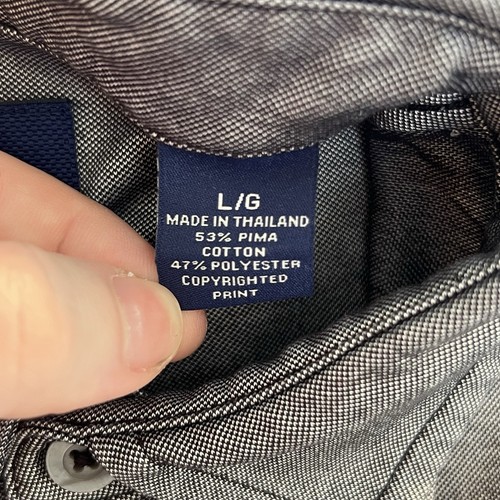 L/G
MADE IN THAILAND
53% PIMA
COTTON
47% POLYESTER
COPYRIGHTED
PRINT